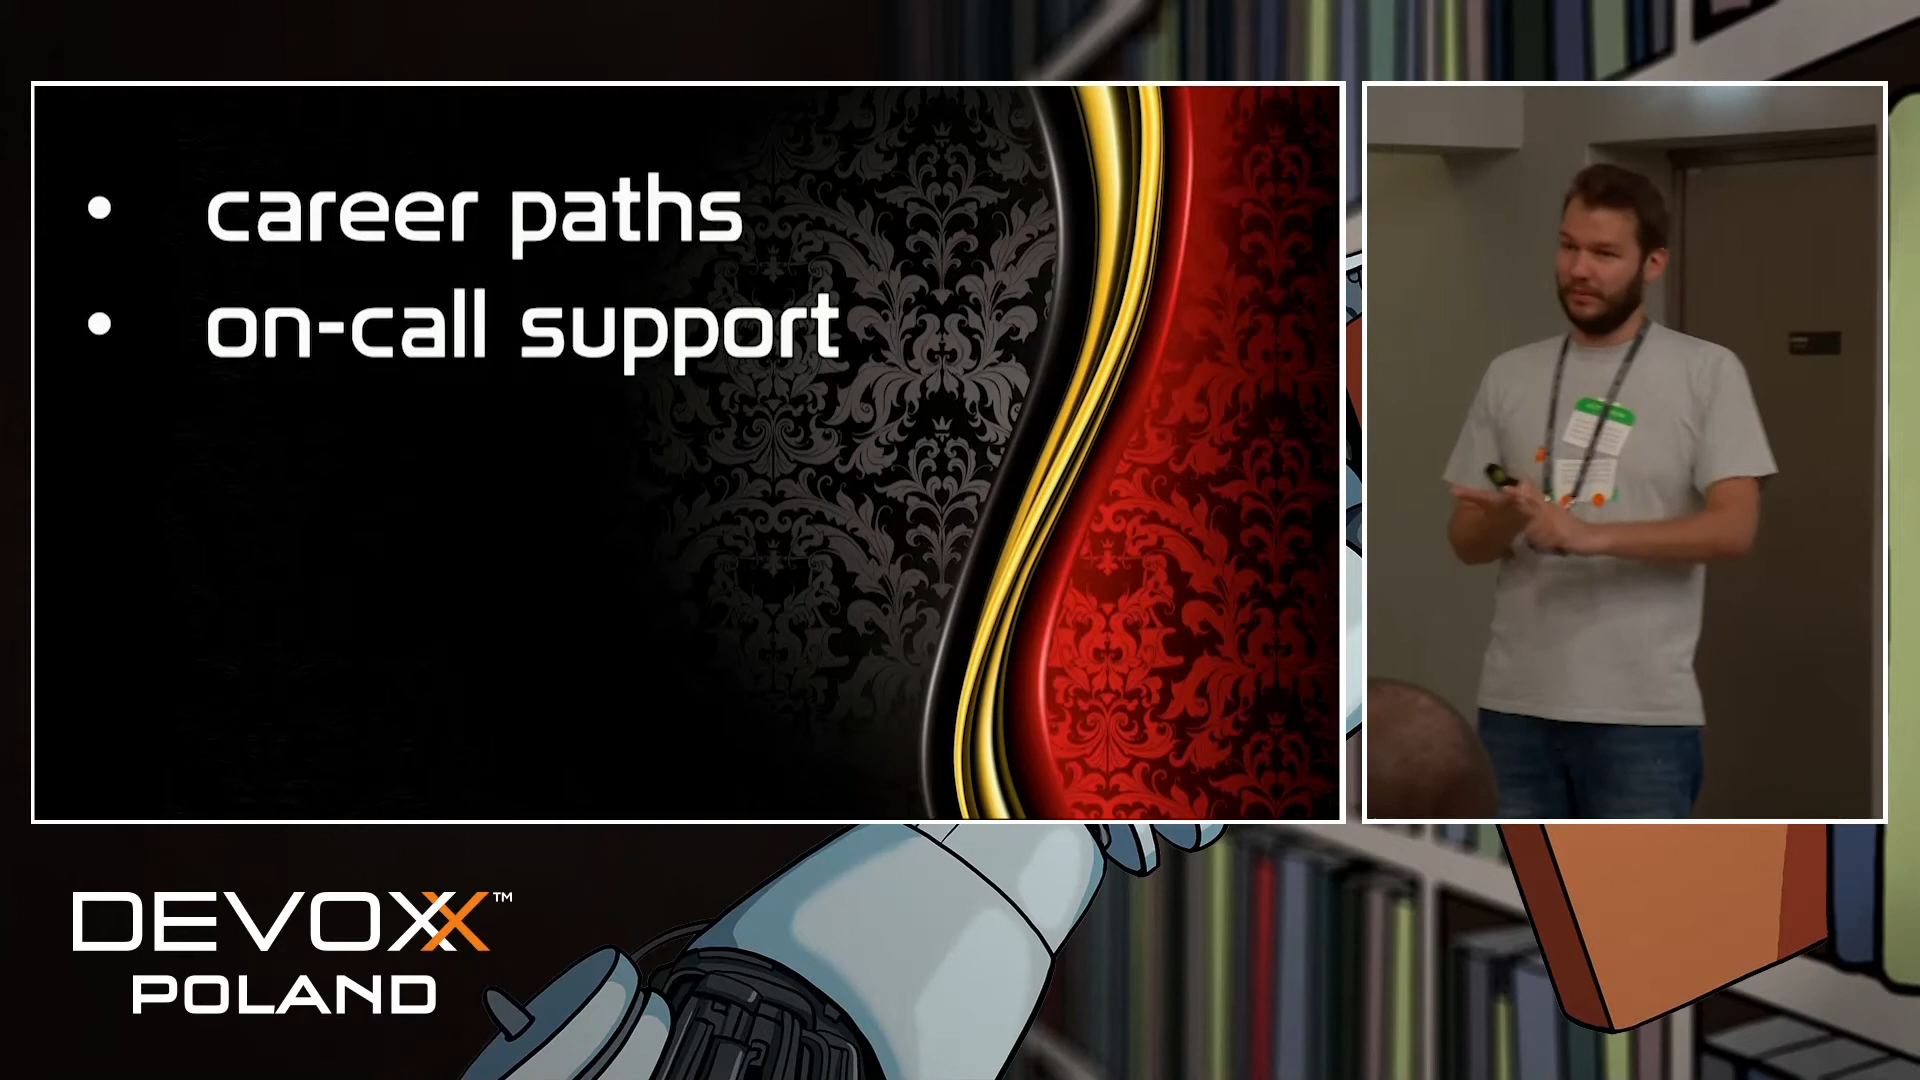 • career paths
• on-call support
DEVOXX™
POLAND